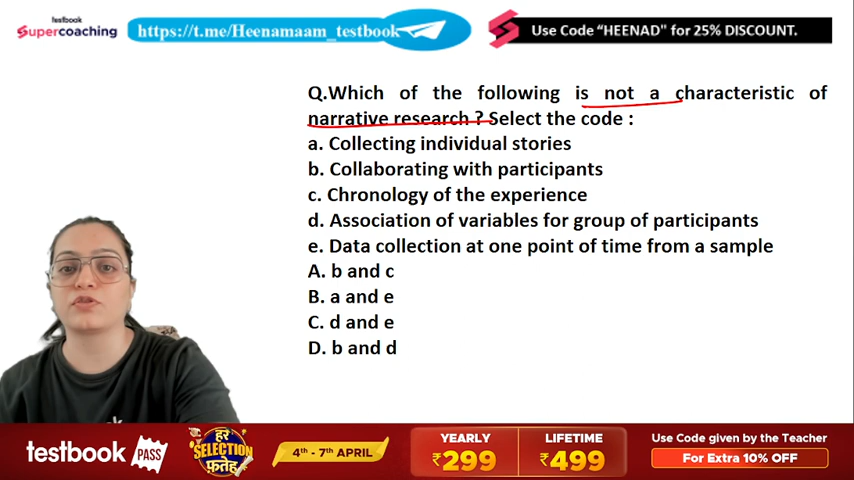 testbook
Supercoaching
https://t.me/Heenamaam_testbook
Use Code “HEENAD" for 25% DISCOUNT.
Q.Which of the following is not a characteristic of
narrative research ? Select the code :
a. Collecting individual stories
b. Collaborating with participants
c. Chronology of the experience
d. Association of variables for group of participants
e. Data collection at one point of time from a sample
A. b and c
B. a and e
C. d and e
D. b and d
testbook PASS
हर
SELECTION
फतेह
4th - 7th APRIL
YEARLY
₹299
LIFETIME
₹499
Use Code given by the Teacher
For Extra 10% OFF